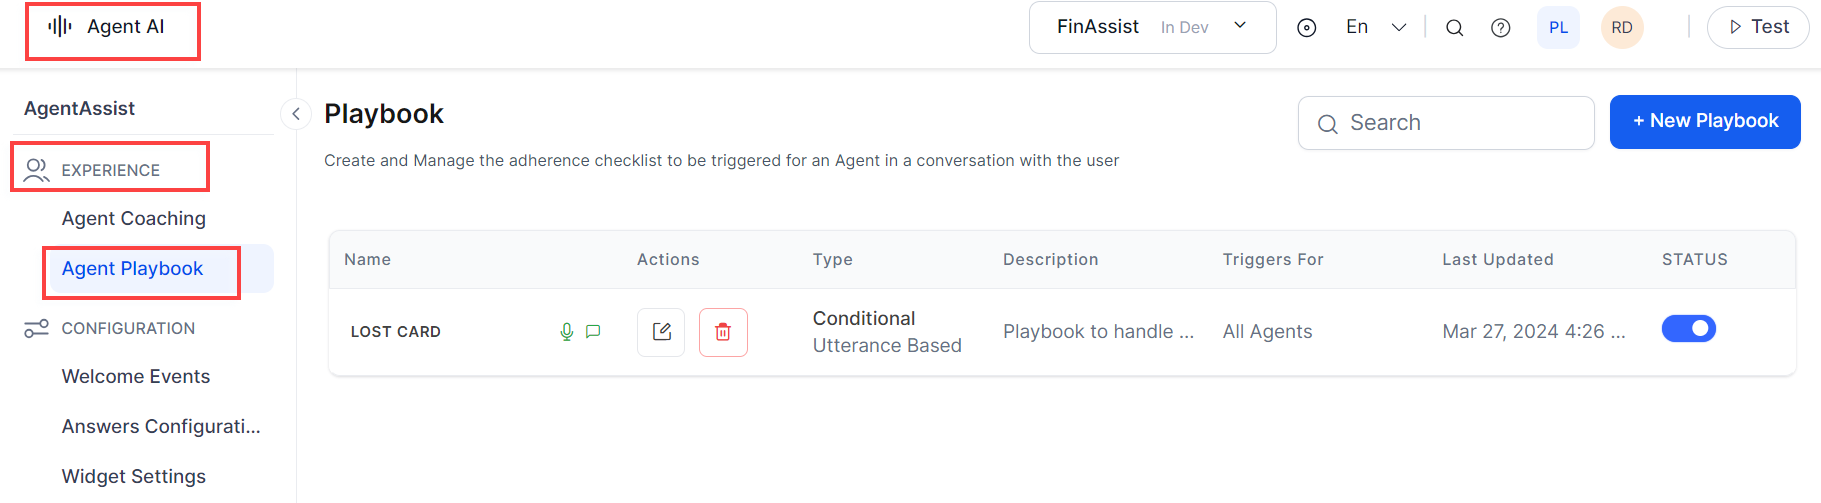 Agent AI
FinAssist In Dev
En
PL
RD
Test
AgentAssist
EXPERIENCE
Agent Coaching
Agent Playbook
CONFIGURATION
Welcome Events
Answers Configurati...
Widget Settings
Playbook
Create and Manage the adherence checklist to be triggered for an Agent in a conversation with the user
Search
+ New Playbook
Name Actions Type Description Triggers For Last Updated STATUS
LOST CARD
Conditional
Utterance Based
Playbook to handle ...
All Agents
Mar 27, 2024 4:26 ...